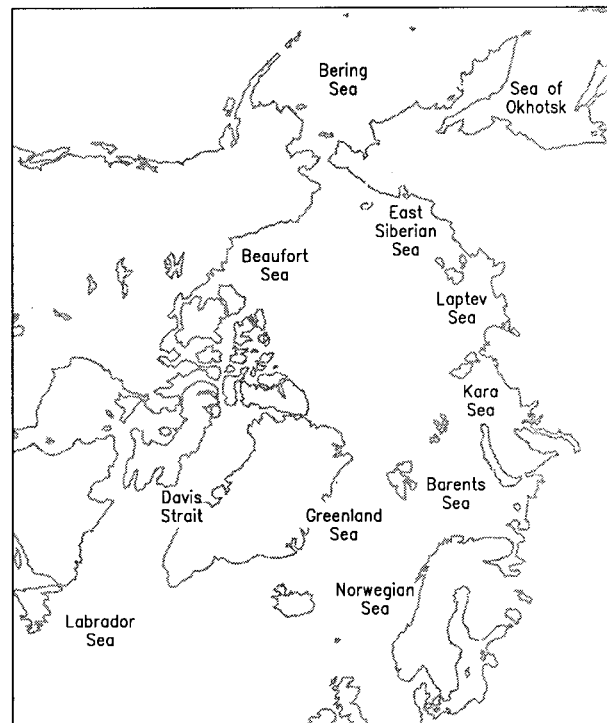 Bering
Sea
Sea of
Okhotsk
East
Siberian
Sea
Beaufort
Sea
Laptev
Sea
Kara
Sea
Davis
Strait
Greenland
Sea
Barents
Sea
Norwegian
Sea
Labrador
Sea